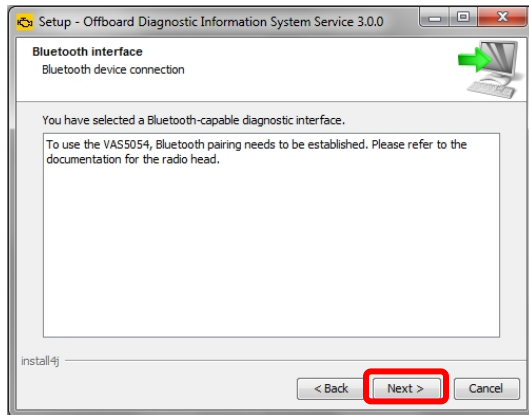 Setup - Offboard Diagnostic Information System Service 3.0.0
Bluetooth interface
Bluetooth device connection
You have selected a Bluetooth-capable diagnostic interface.
To use the VAS5054, Bluetooth pairing needs to be established. Please refer to the
documentation for the radio head.
install4j
< Back
Next >
Cancel